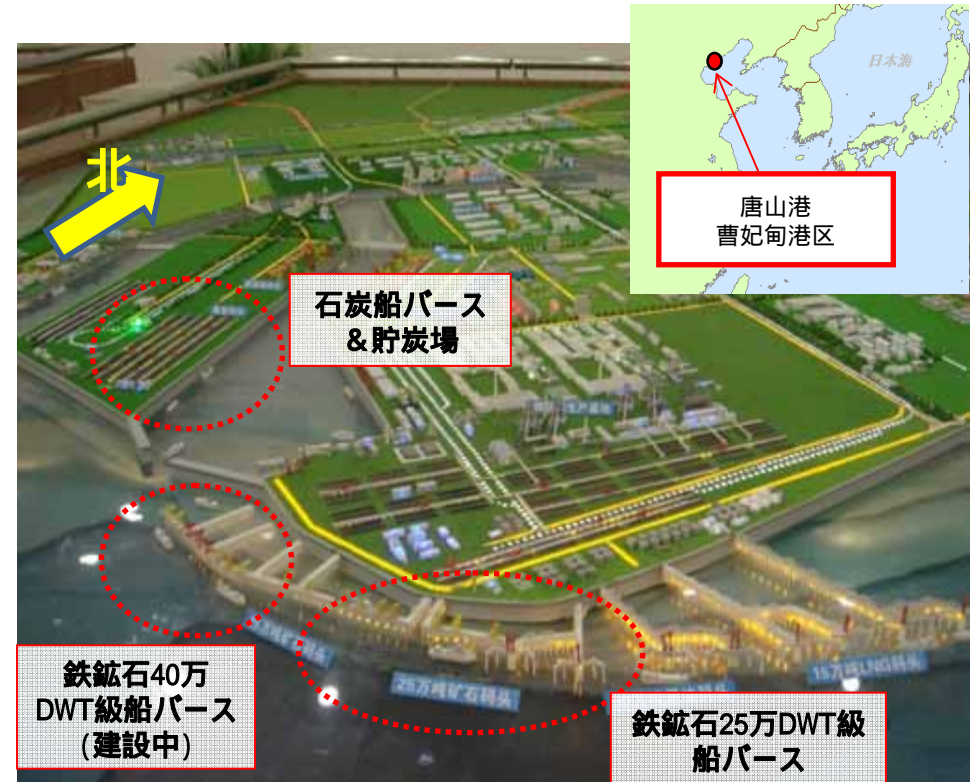 日本海
唐山港
曹妃甸港区
北
石炭船バース
&貯炭場
鉄鉱石40万
DWT級船バース
(建設中)
25万吨矿石码头
15万吨LNG码头
鉄鉱石25万DWT級
船バース